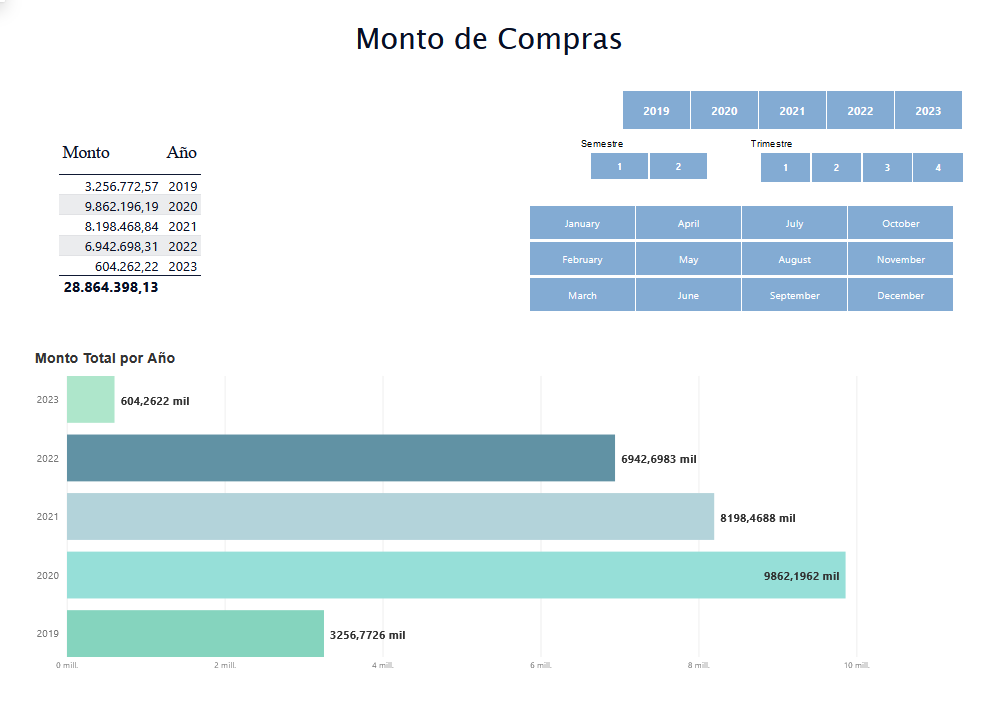 Monto de Compras
2019 2020 2021 2022 2023
Semestre
1 2
Trimestre
1 2 3 4
Monto Año
3.256.772,57 2019
9.862.196,19 2020
8.198.468,84 2021
6.942.698,31 2022
604.262,22 2023
28.864.398,13
January April July October
February May August November
March June September December
Monto Total por Año
2023 604,2622 mil
2022 6942,6983 mil
2021 8198,4688 mil
2020 9862,1962 mil
2019 3256,7726 mil
0 mill. 2 mill. 4 mill. 6 mill. 8 mill. 10 mill.